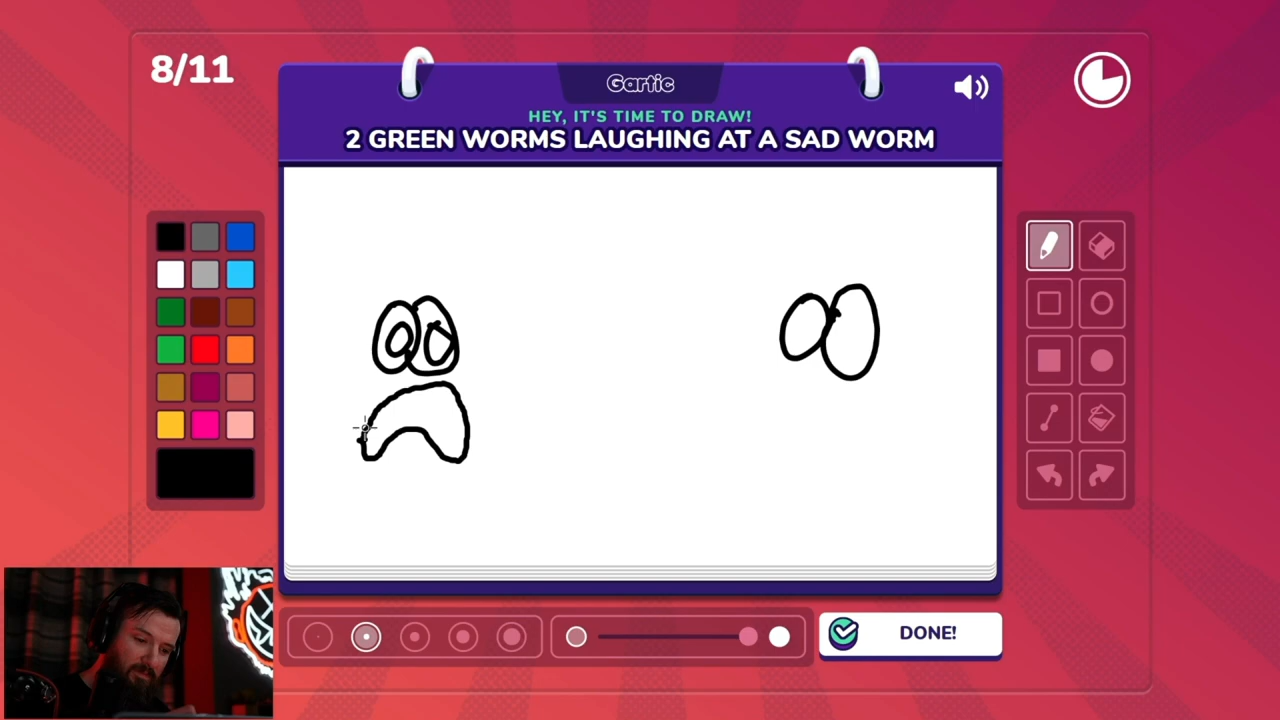 8/11
Gartic
HEY, IT'S TIME TO DRAW!
2 GREEN WORMS LAUGHING AT A SAD WORM
DONE!